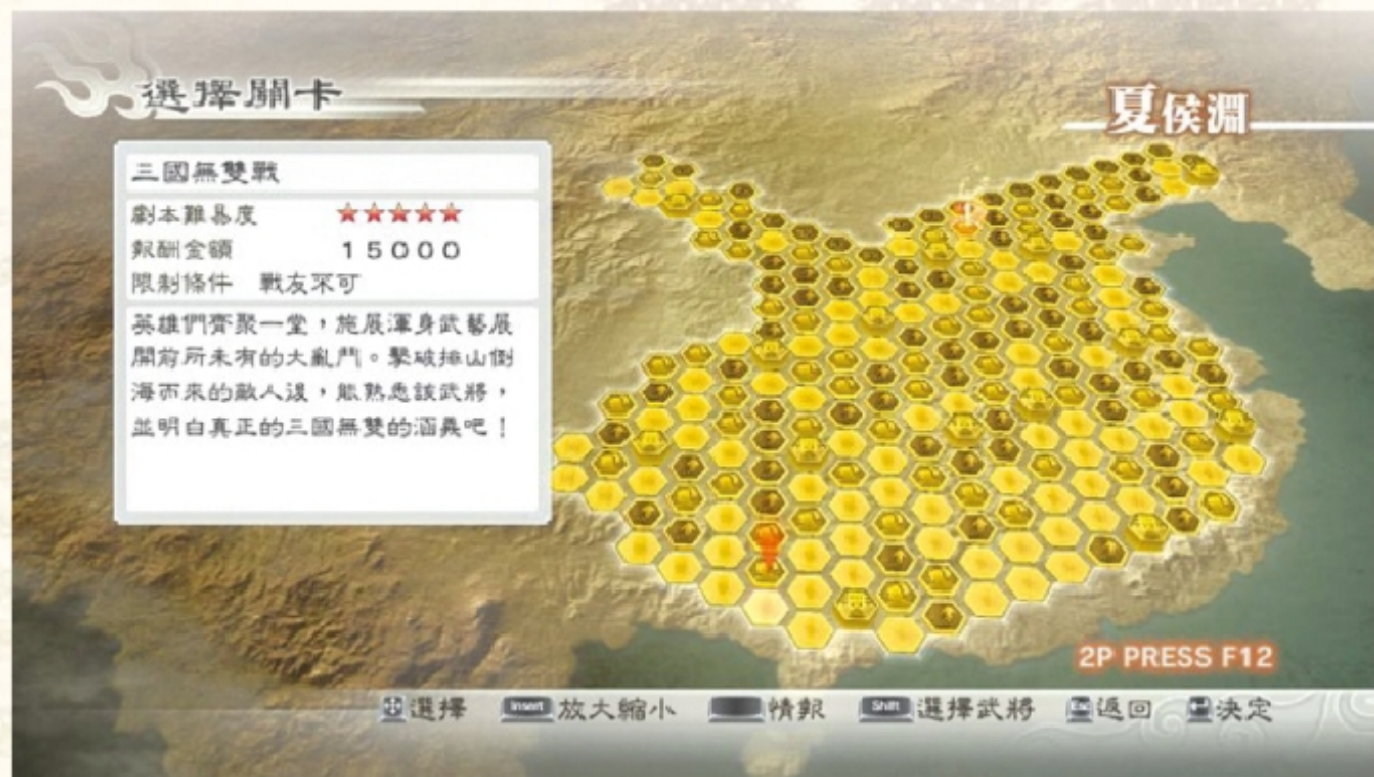 選擇關卡
夏侯淵
三國無雙戰
劇本難易度 ★★★★★
報酬金額 15000
限制條件 戰友不可
英雄們齊聚一堂，施展渾身武藝展
開前所未有的大亂鬥。擊破排山倒
海而來的敵人後，能熟悉該武將，
並明白真正的三國無雙的涵義吧！
2P PRESS F12
選擇 Insert 放大縮小 情報 Shift 選擇武將 Esc 返回 決定